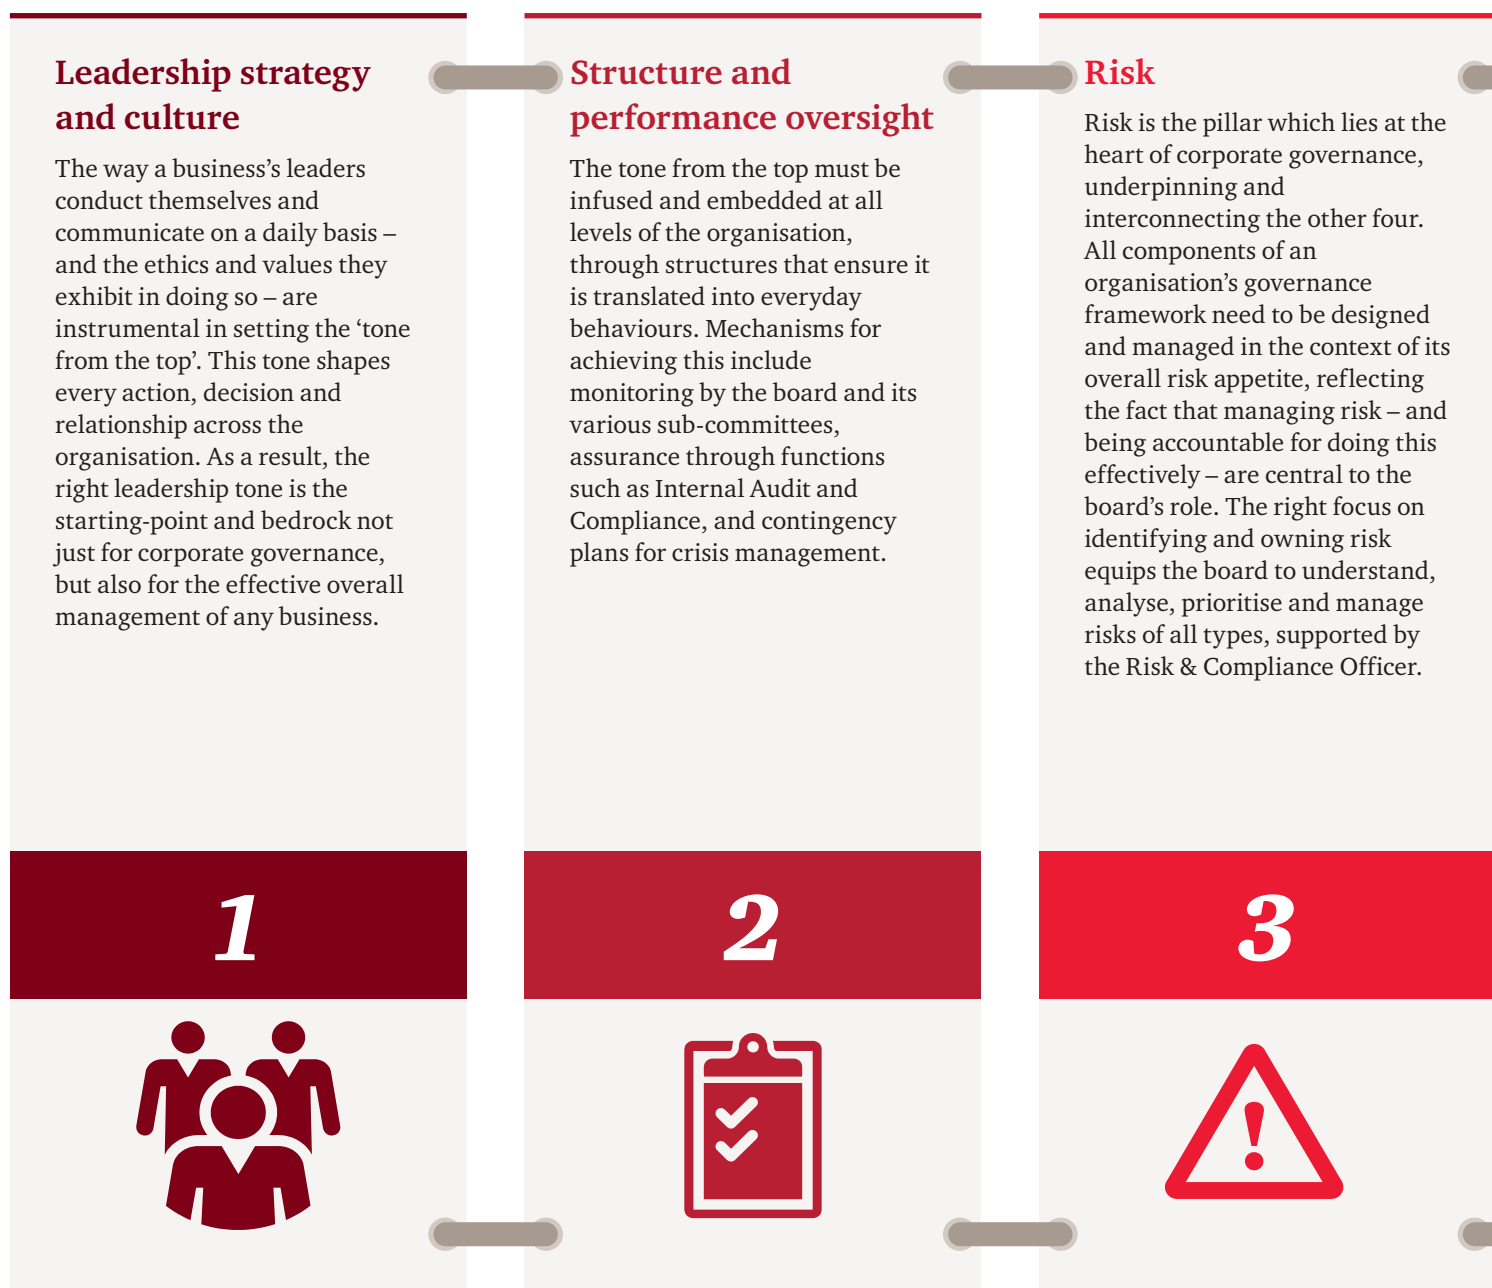 Leadership strategy
and culture
The way a business’s leaders
conduct themselves and
communicate on a daily basis –
and the ethics and values they
exhibit in doing so – are
instrumental in setting the ‘tone
from the top’. This tone shapes
every action, decision and
relationship across the
organisation. As a result, the
right leadership tone is the
starting-point and bedrock not
just for corporate governance,
but also for the effective overall
management of any business.
1
Structure and
performance oversight
The tone from the top must be
infused and embedded at all
levels of the organisation,
through structures that ensure it
is translated into everyday
behaviours. Mechanisms for
achieving this include
monitoring by the board and its
various sub-committees,
assurance through functions
such as Internal Audit and
Compliance, and contingency
plans for crisis management.
2
Risk
Risk is the pillar which lies at the
heart of corporate governance,
underpinning and
interconnecting the other four.
All components of an
organisation’s governance
framework need to be designed
and managed in the context of its
overall risk appetite, reflecting
the fact that managing risk – and
being accountable for doing this
effectively – are central to the
board’s role. The right focus on
identifying and owning risk
equips the board to understand,
analyse, prioritise and manage
risks of all types, supported by
the Risk & Compliance Officer.
3
!